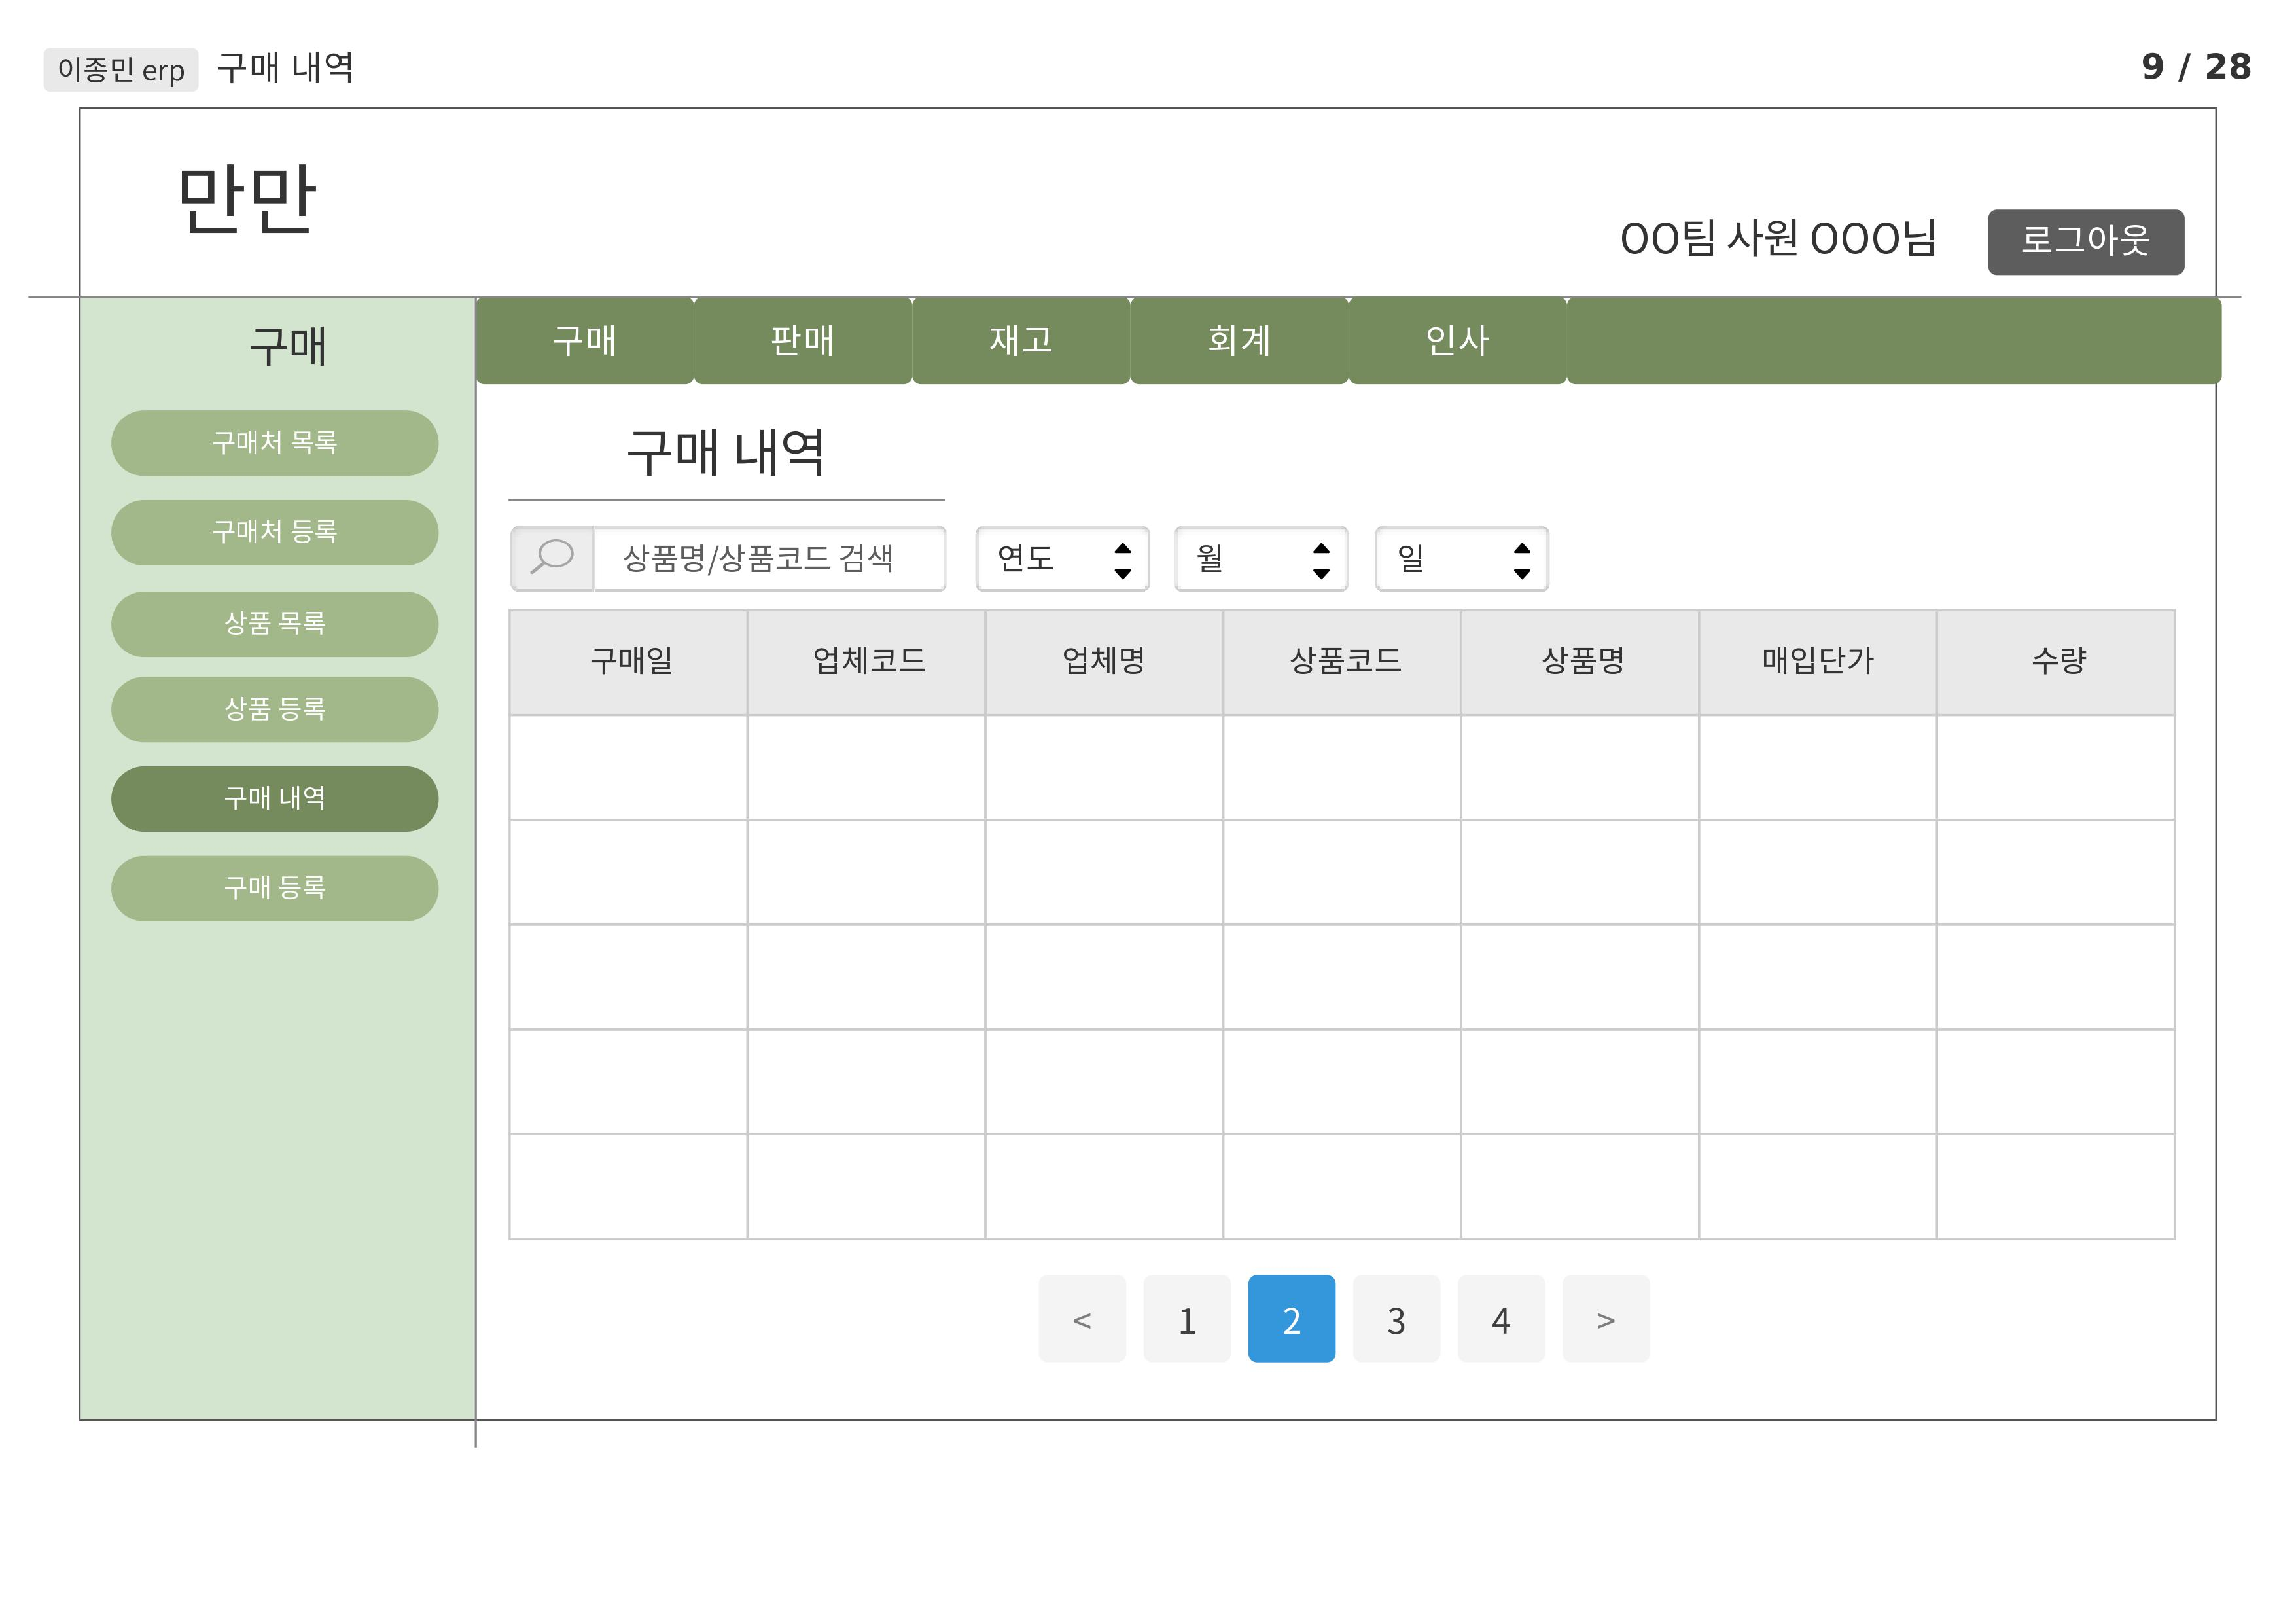 이종민 erp 구매 내역 9 / 28
만만
OO팀 사원 OOO님 로그아웃
구매
구매 판매 재고 회계 인사
구매처 목록
구매처 등록
상품 목록
상품 등록
구매 내역
구매 등록
구매 내역
상품명/상품코드 검색 연도 월 일
구매일 업체코드 업체명 상품코드 상품명 매입단가 수량
< 1 2 3 4 >